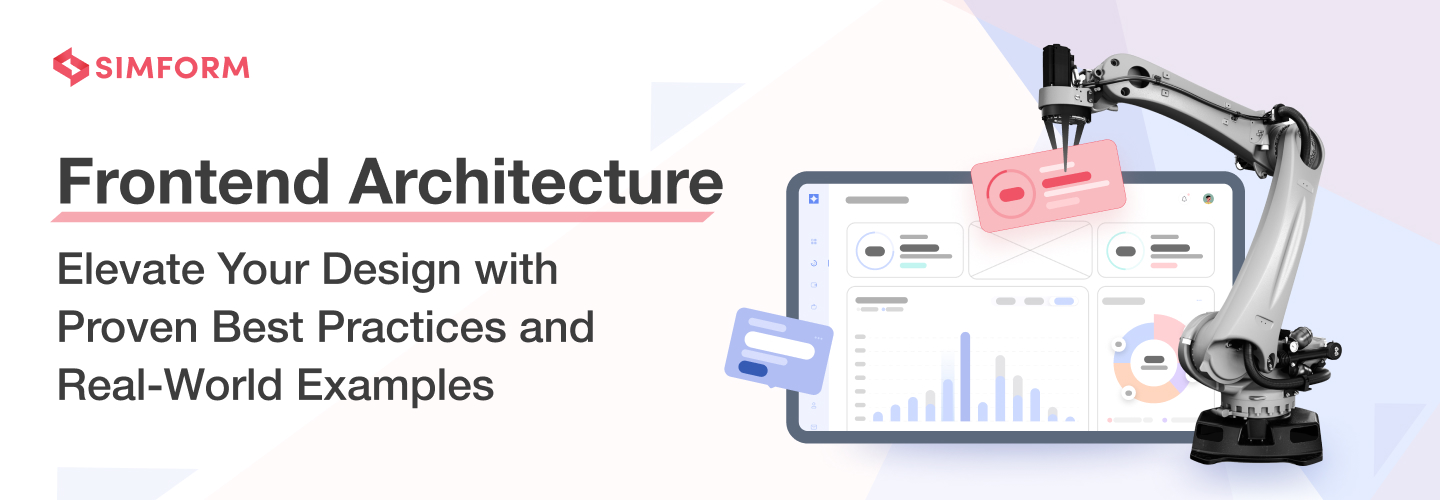 SIMFORM
Frontend Architecture
Elevate Your Design with
Proven Best Practices and
Real-World Examples